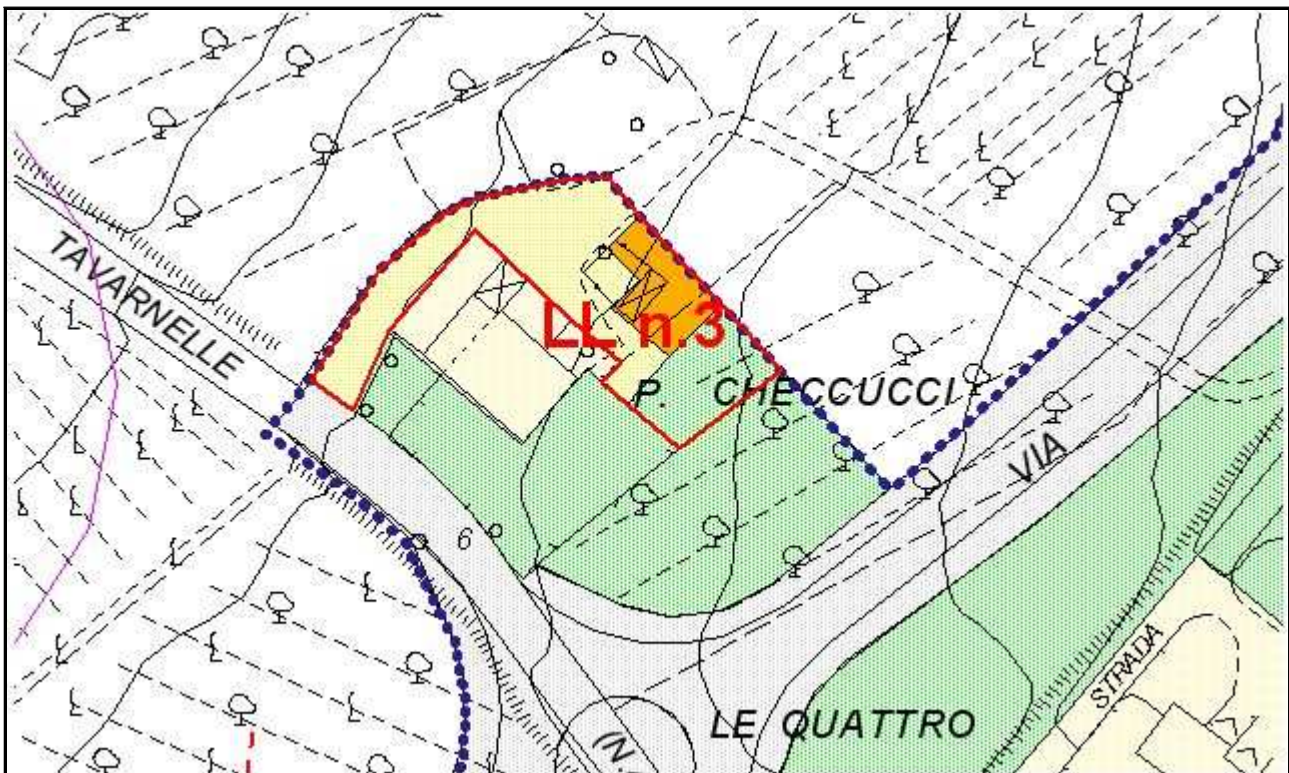 TAVARNELLE
LL n.3
P. CHECCUCCI
VIA
6
STRADA
LE QUATTRO
(N.